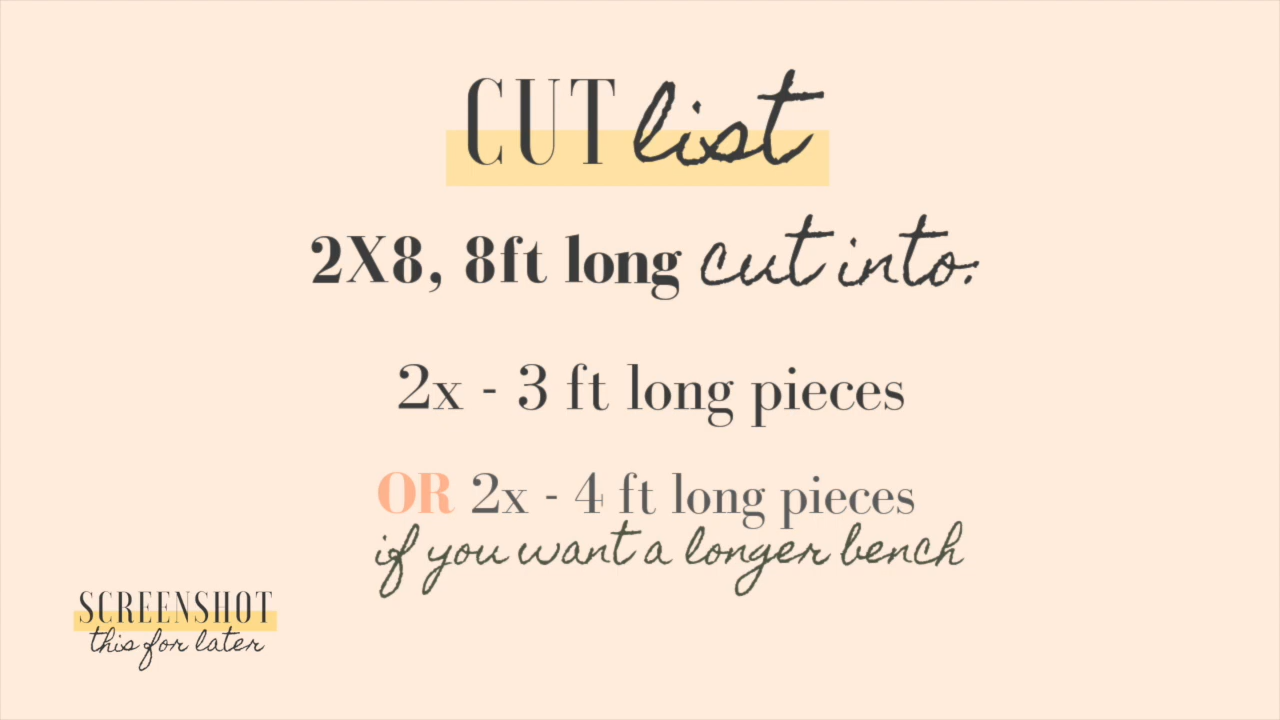 CUT list
2X8, 8ft long cut into:
2x - 3 ft long pieces
OR 2x - 4 ft long pieces
if you want a longer bench
SCREENSHOT
this for later